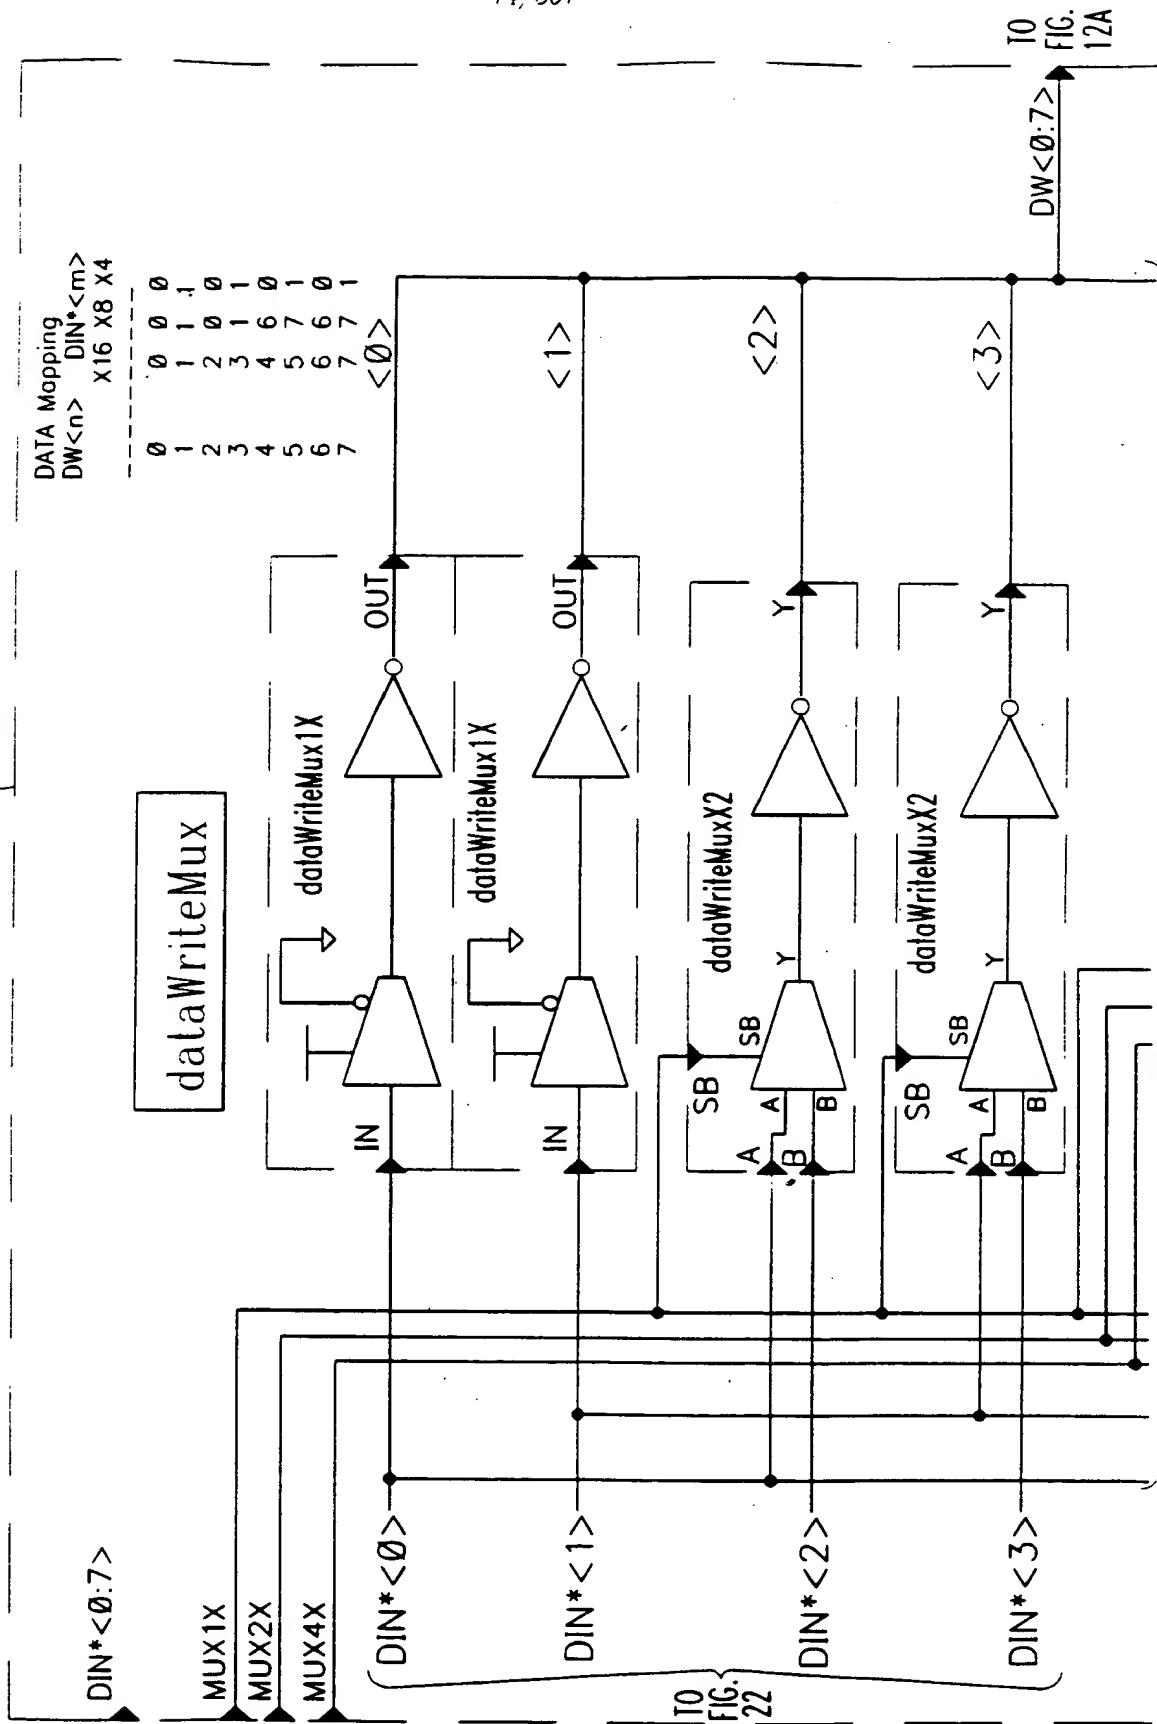 TO
FIG.
12A
DATA Mapping
DW<n> DIN*<m>
X16 X8 X4
0 0 0 0
1 1 1 1
2 2 0 0
3 3 1 1
4 4 6 0
5 5 7 1
6 6 6 0
7 7 7 1
dataWriteMux
DIN*<0:7>
MUX1X
MUX2X
MUX4X
DIN*<0>
IN
dataWriteMux1X
OUT
<0>
DIN*<1>
IN
dataWriteMux1X
OUT
<1>
DIN*<2>
A
B
SB
A
B
SB
Y
dataWriteMuxX2
Y
<2>
DIN*<3>
A
B
SB
A
B
SB
Y
dataWriteMuxX2
Y
<3>
DW<0:7>
TO
FIG.
22